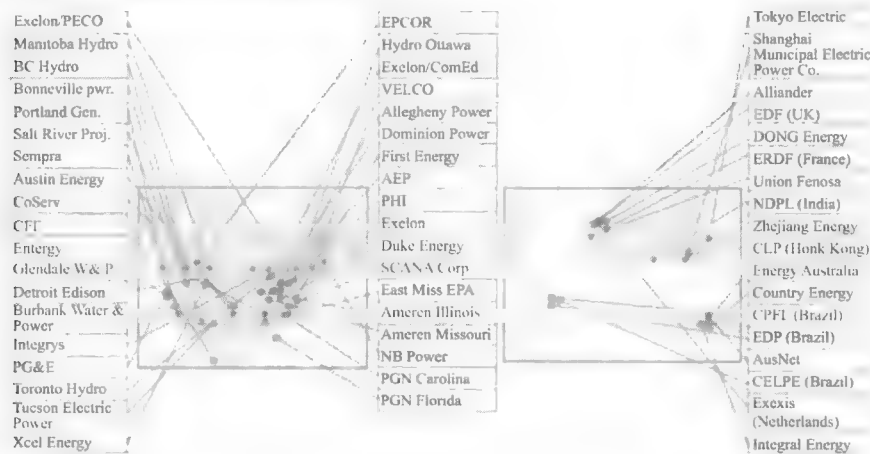 Exelon/PECO
Manitoba Hydro
BC Hydro
Bonneville pwr.
Portland Gen.
Salt River Proj.
Sempra
Austin Energy
CoServ
CFE
Entergy
Glendale W& P
Detroit Edison
Burbank Water &
Power
Integrys
PG&E
Toronto Hydro
Tucson Electric
Power
Xcel Energy
EPCOR
Hydro Ottawa
Exelon/ComEd
VELCO
Allegheny Power
Dominion Power
First Energy
AEP
PHI
Exelon
Duke Energy
SCANA Corp
East Miss EPA
Ameren Illinois
Ameren Missouri
NB Power
PGN Carolina
PGN Florida
Tokyo Electric
Shanghai
Municipal Electric
Power Co.
Alliander
EDF (UK)
DONG Energy
ERDF (France)
Union Fenosa
NDPL (India)
Zhejiang Energy
CLP (Honk Kong)
Energy Australia
Country Energy
CPFL (Brazil)
EDP (Brazil)
AusNet
CELPE (Brazil)
Exexis
(Netherlands)
Integral Energy